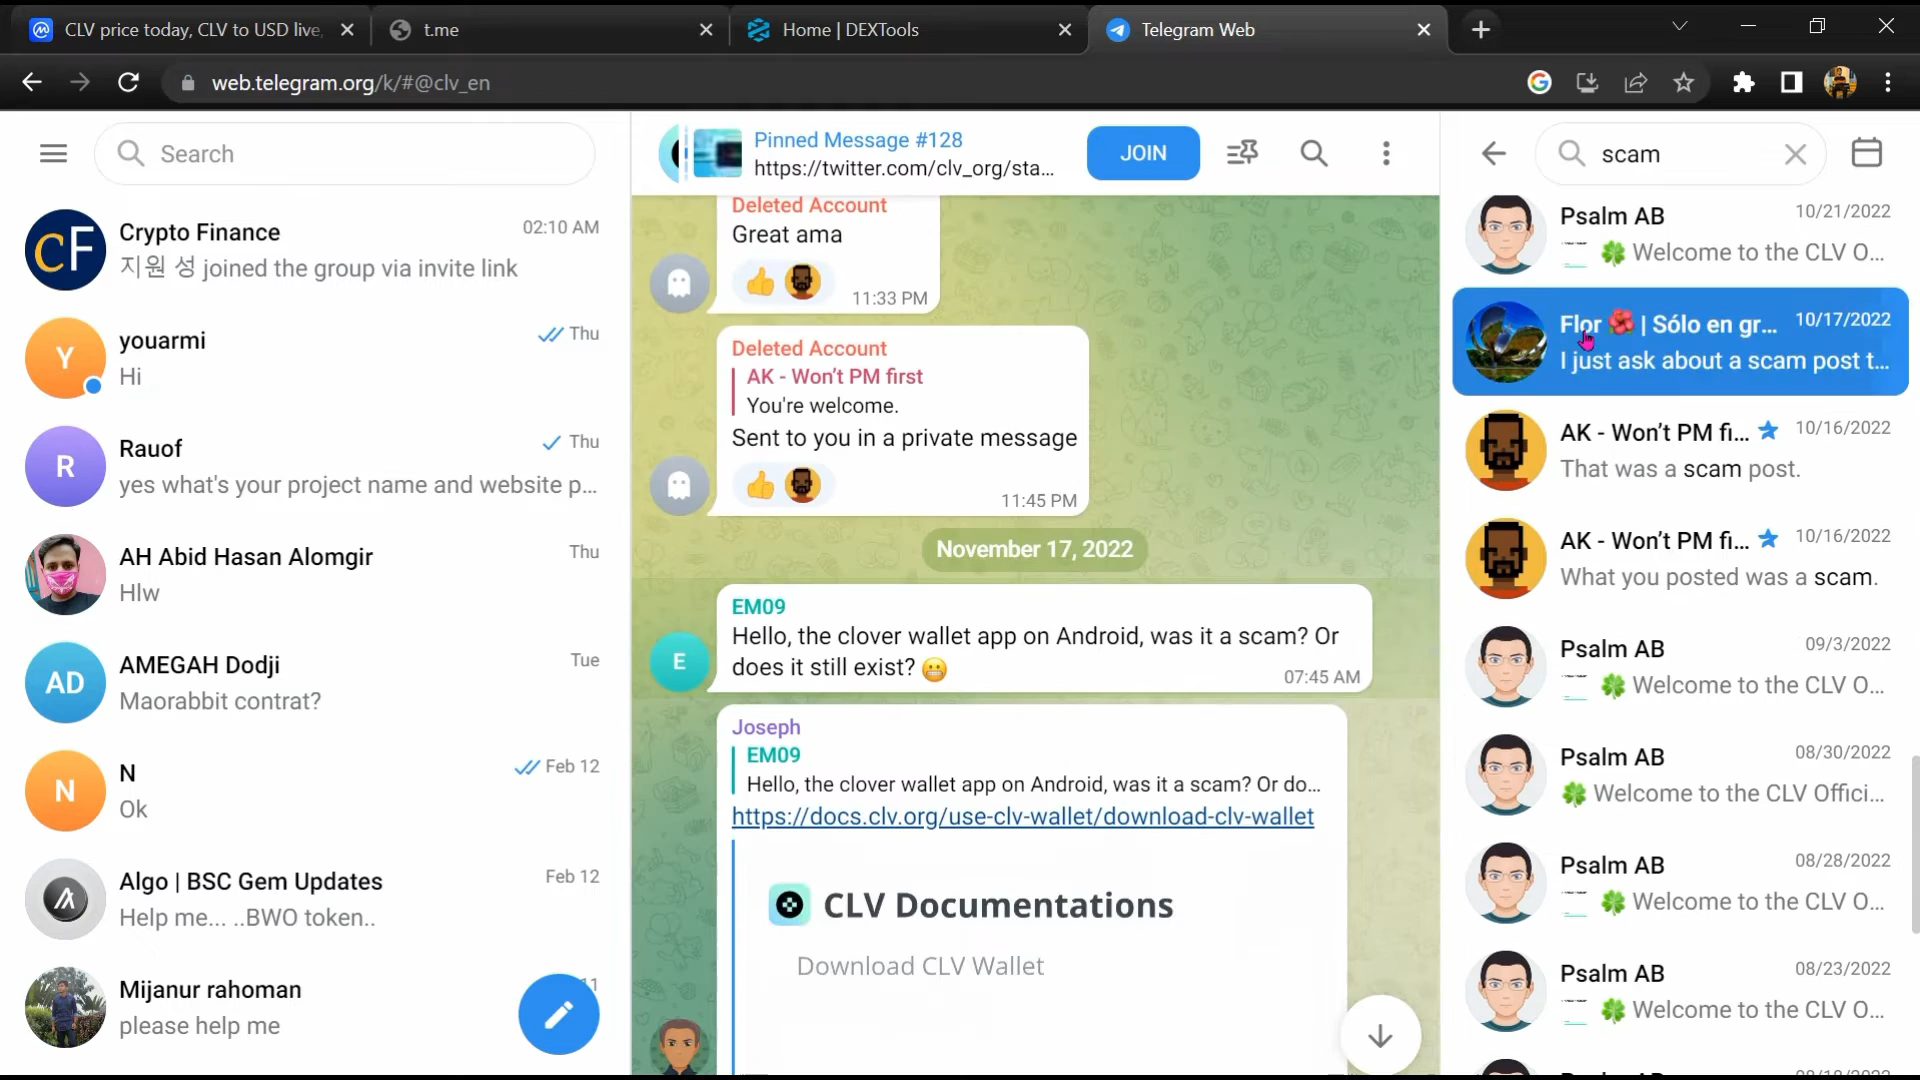 CLV price today, CLV to USD live,
t.me
Home | DEXTools
Telegram Web
web.telegram.org/k/#@clv_en
Search
Crypto Finance
02:10 AM
지원 성 joined the group via invite link
youarmi
Thu
Y
Hi
Rauof
Thu
R
yes what's your project name and website p...
AH Abid Hasan Alomgir
Thu
Hlw
AMEGAH Dodji
Tue
AD
Maorabbit contrat?
N
Feb 12
N
Ok
Algo | BSC Gem Updates
Feb 12
Help me... ..BWO token..
Mijanur rahoman
11
please help me
Pinned Message #128
https://twitter.com/clv_org/sta...
JOIN
Deleted Account
Great ama
11:33 PM
Deleted Account
AK - Won’t PM first
You're welcome.
Sent to you in a private message
11:45 PM
November 17, 2022
EM09
Hello, the clover wallet app on Android, was it a scam? Or
does it still exist? 😬
07:45 AM
E
Joseph
EM09
Hello, the clover wallet app on Android, was it a scam? Or do...
https://docs.clv.org/use-clv-wallet/download-clv-wallet
CLV Documentations
Download CLV Wallet
scam
Psalm AB
10/21/2022
🍀 Welcome to the CLV O...
Flor 🌺 | Sólo en gr...
10/17/2022
I just ask about a scam post t...
AK - Won’t PM fi...
10/16/2022
That was a scam post.
AK - Won’t PM fi...
10/16/2022
What you posted was a scam.
Psalm AB
09/3/2022
🍀 Welcome to the CLV O...
Psalm AB
08/30/2022
🍀 Welcome to the CLV Offici...
Psalm AB
08/28/2022
🍀 Welcome to the CLV O...
Psalm AB
08/23/2022
🍀 Welcome to the CLV O...